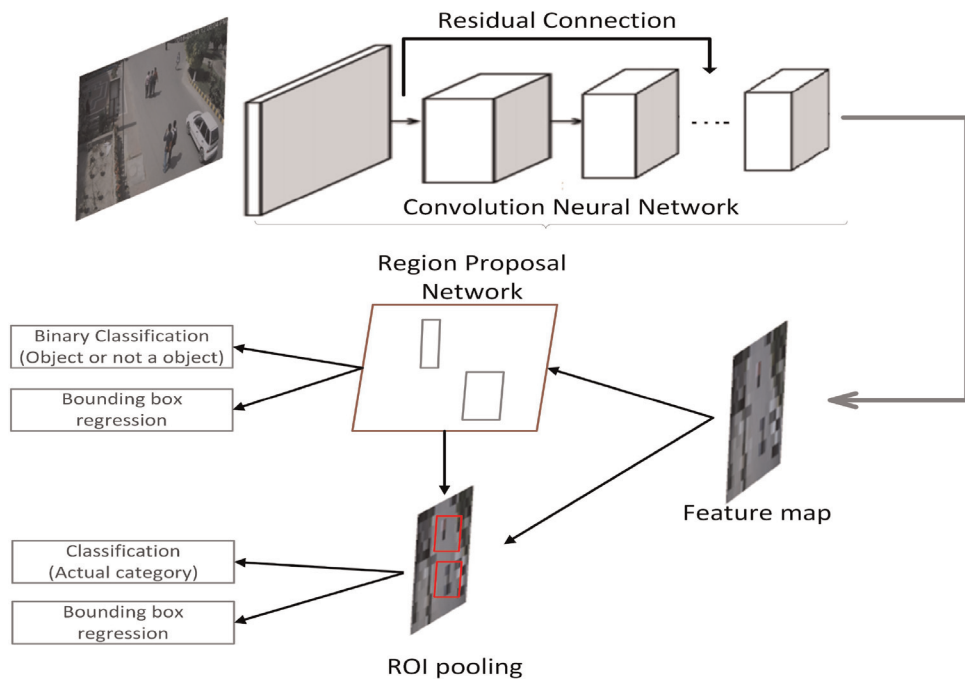 Residual Connection
Convolution Neural Network
Region Proposal
Network
Binary Classification
(Object or not a object)
Bounding box
regression
Feature map
Classification
(Actual category)
Bounding box
regression
ROI pooling